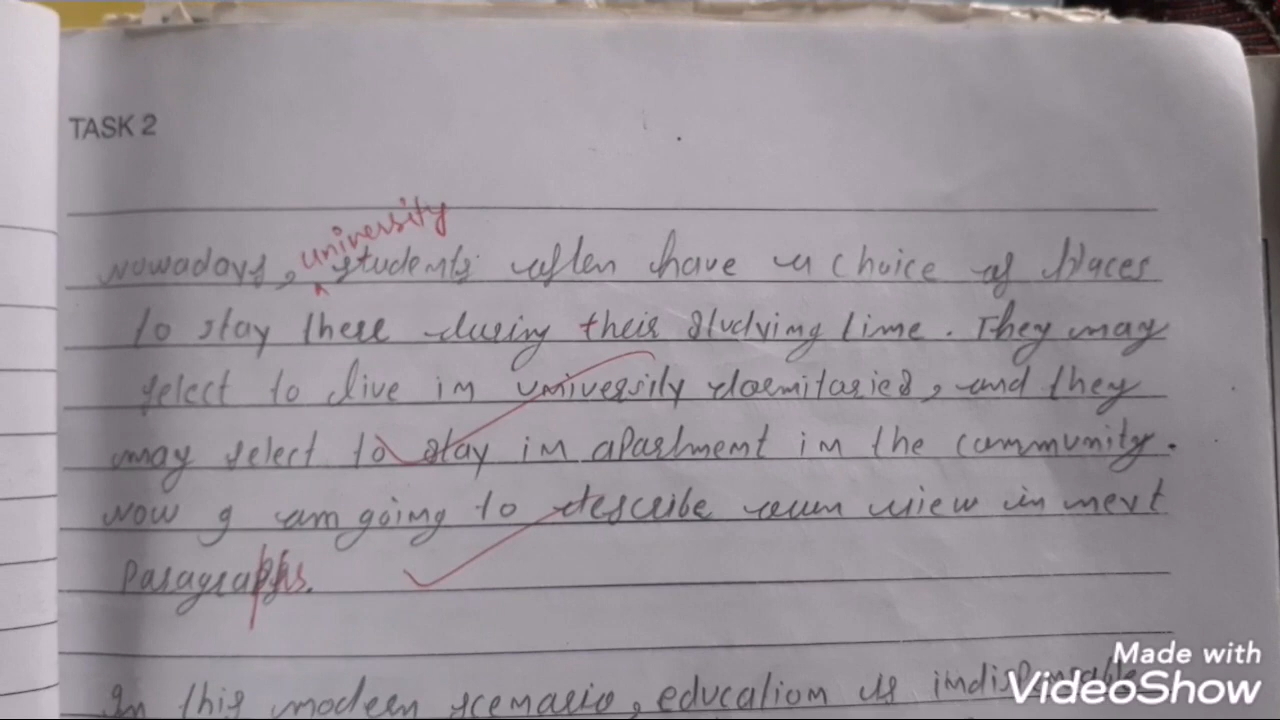 TASK 2
university
Nowadays, students often have a choice of places
to stay there during their studying time. They may
select to live in university dormitaries, and they
may select to stay in apartment in the community.
Now I am going to describe own view in next
Paragraphs.
In this modern scenario, education is indispensable
Made with
VideoShow